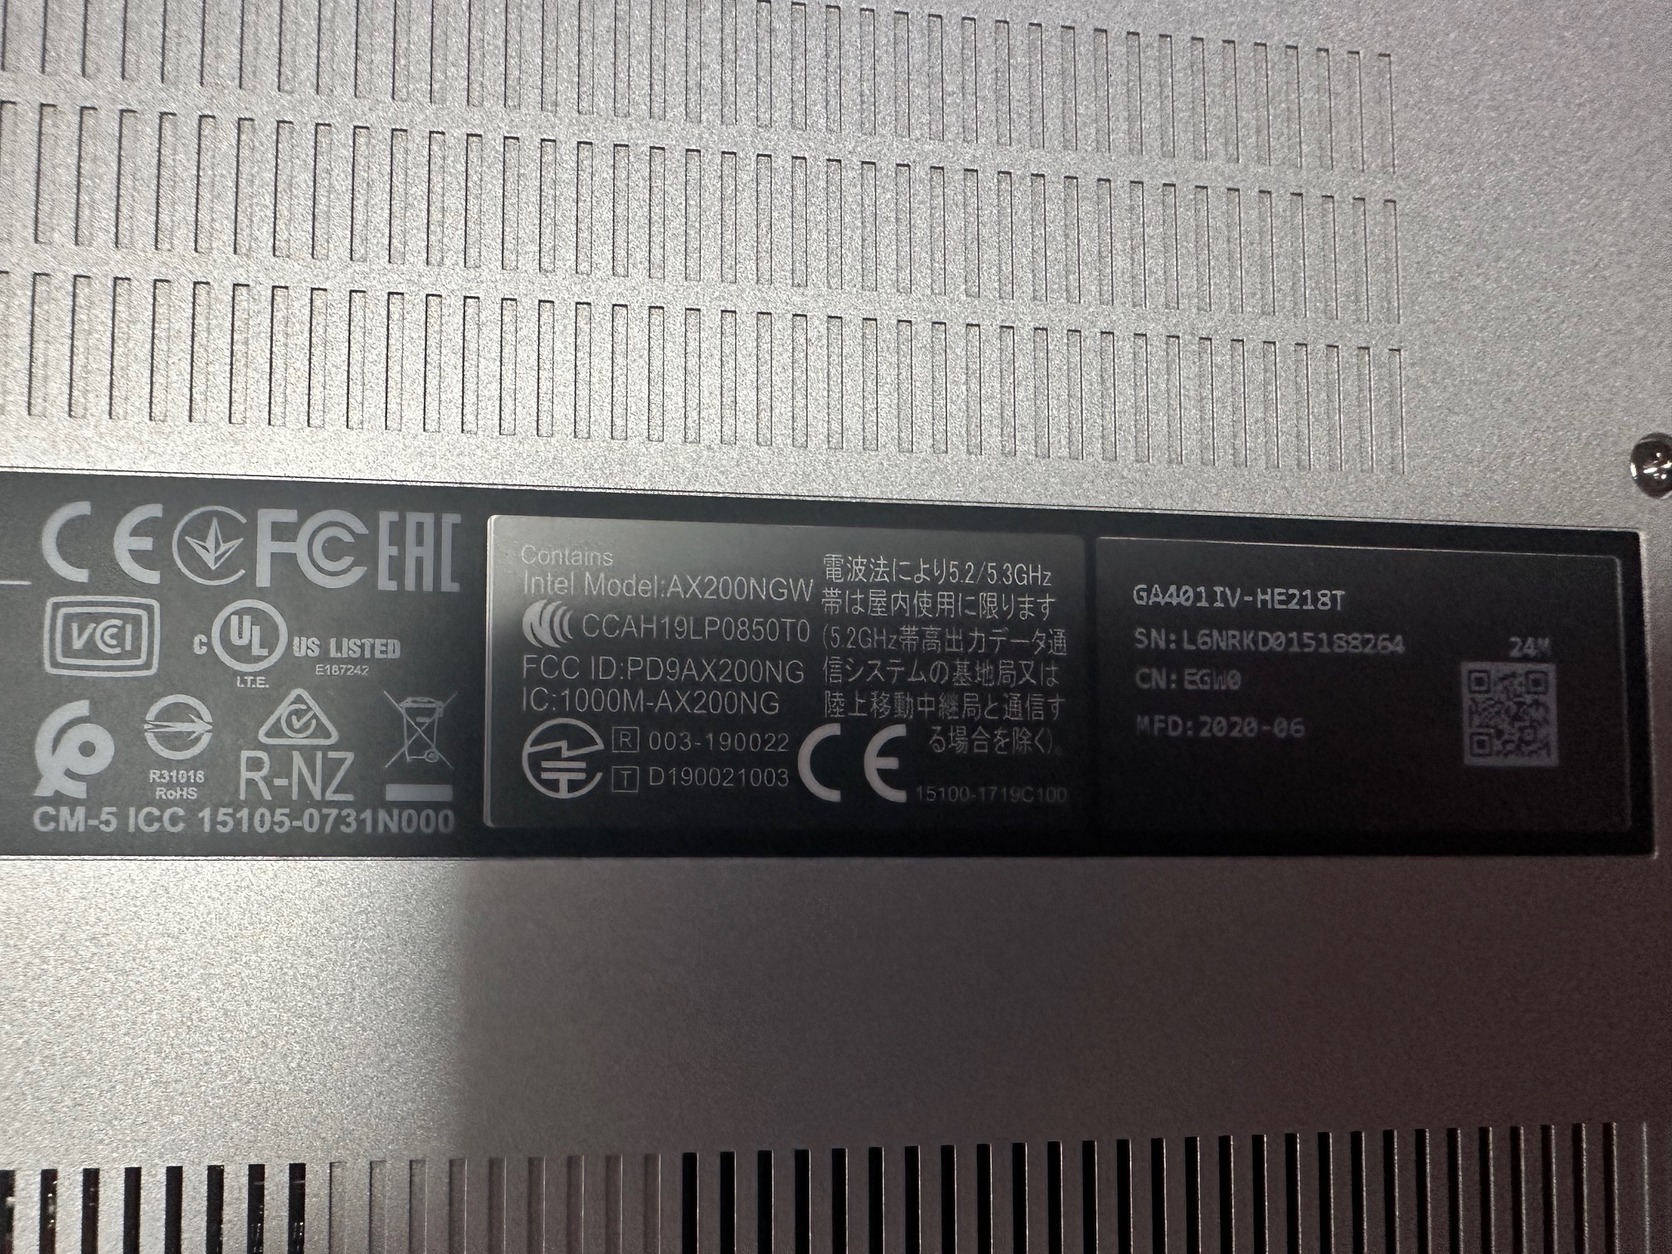 CE FC EAC
VCCI
C UL US LISTED
I.T.E. E187242
R31018
RoHS
R-NZ
CM-5 ICC 15105-0731N000
Contains
Intel Model:AX200NGW
CCAH19LP0850T0
FCC ID:PD9AX200NG
IC:1000M-AX200NG
R 003-190022
T D190021003
電波法により5.2/5.3GHz
帯は屋内使用に限ります
(5.2GHz帯高出力データ通
信システムの基地局又は
陸上移動中継局と通信す
る場合を除く)。
CE
15100-1719C100
GA401IV-HE218T
SN:L6NRKD015188264
24M
CN:EGW0
MFD:2020-06